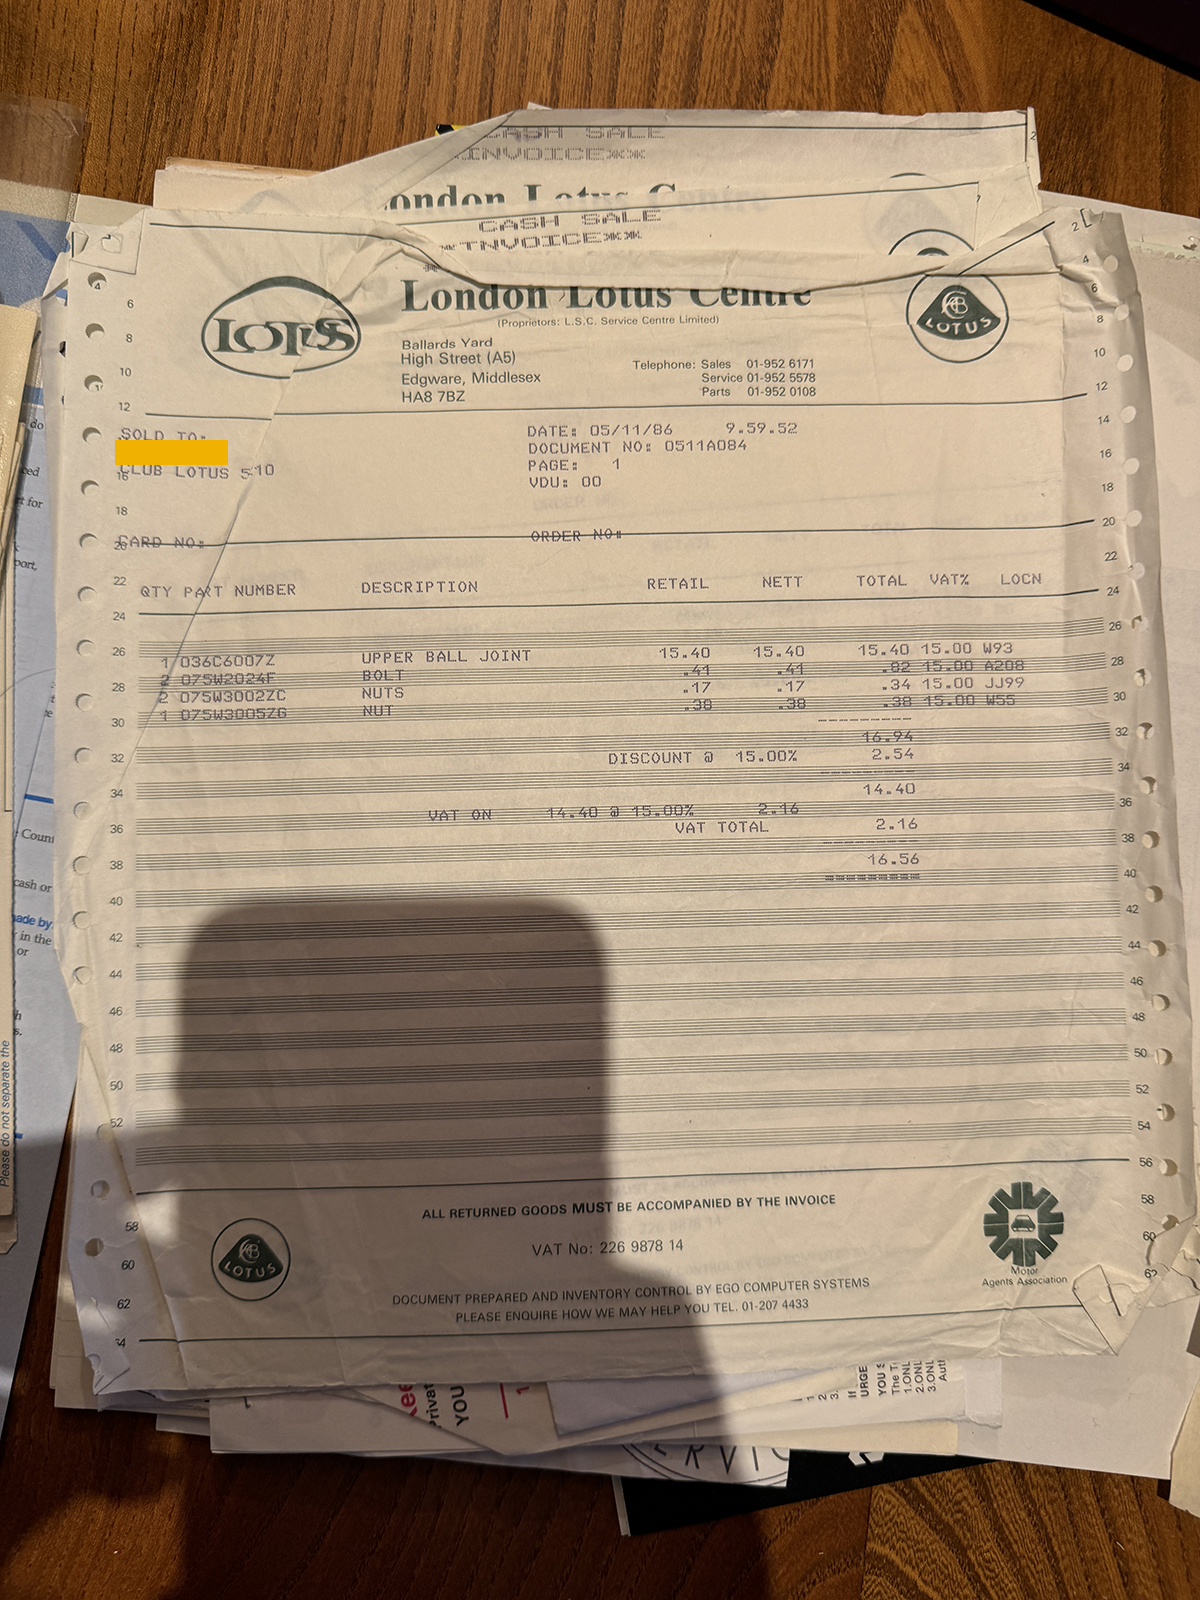 CASH SALE
INVOICE**
London Lotus Centre
CASH SALE
*INVOICE**
LOTUS
London Lotus Centre
(Proprietors: L.S.C. Service Centre Limited)
LOTUS
Ballards Yard
High Street (A5)
Edgware, Middlesex
HA8 7BZ
Telephone: Sales 01-952 6171
Service 01-952 5578
Parts 01-952 0108
SOLD TO:
CLUB LOTUS 5 10
DATE: 05/11/86 9.59.52
DOCUMENT NO: 0511A084
PAGE: 1
VDU: 00
CARD NO: ORDER NO:
QTY PART NUMBER DESCRIPTION RETAIL NETT TOTAL VAT% LOCN
1 036C6007Z UPPER BALL JOINT 15.40 15.40 15.40 15.00 W93
2 075W2024F BOLT .41 .41 .82 15.00 A208
2 075W3002ZC NUTS .17 .17 .34 15.00 JJ99
1 075W3005ZG NUT .38 .38 .38 15.00 W55
16.94
DISCOUNT @ 15.00% 2.54
14.40
VAT ON 14.40 @ 15.00% 2.16
VAT TOTAL 2.16
16.56
ALL RETURNED GOODS MUST BE ACCOMPANIED BY THE INVOICE
VAT No: 226 9878 14
LOTUS
Motor
Agents Association
DOCUMENT PREPARED AND INVENTORY CONTROL BY EGO COMPUTER SYSTEMS
PLEASE ENQUIRE HOW WE MAY HELP YOU TEL. 01-207 4433
Please do not separate the